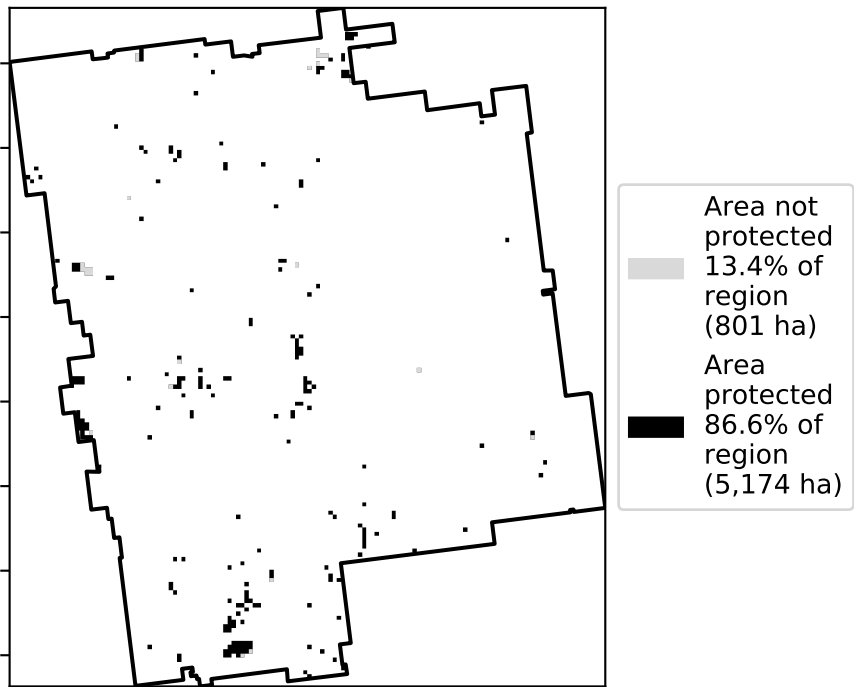 Area not
protected
13.4% of
region
(801 ha)
Area
protected
86.6% of
region
(5,174 ha)